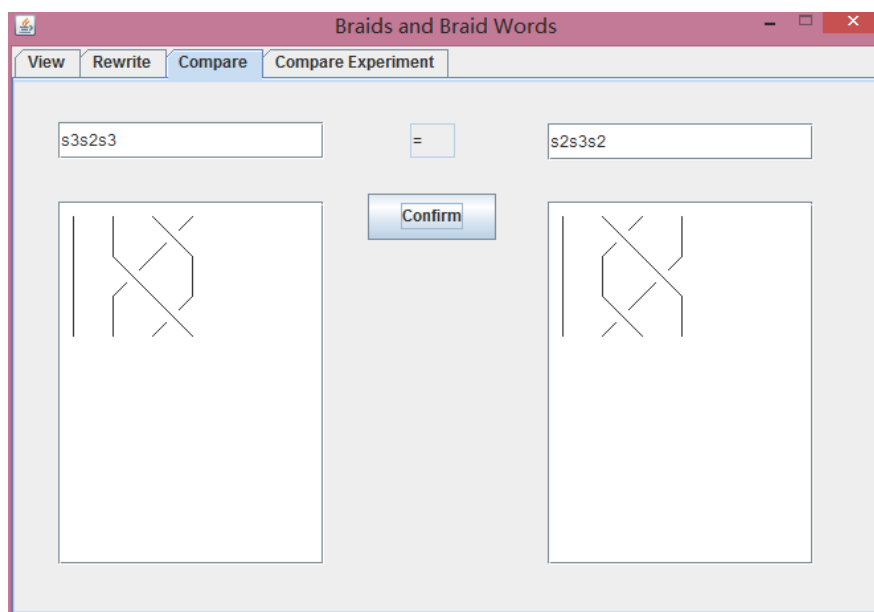 Braids and Braid Words
View Rewrite Compare Compare Experiment
s3s2s3 = s2s3s2
Confirm